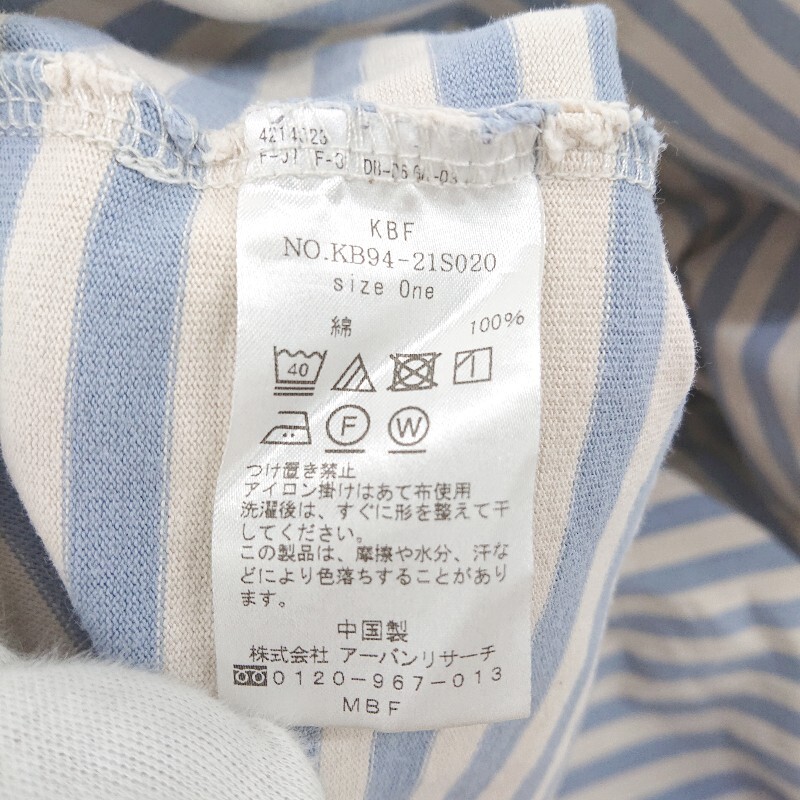 4214323
KBF
NO.KB94-21S020
size One
綿 100%
40
F W
つけ置き禁止
アイロン掛けはあて布使用
洗濯後は、すぐに形を整えて干
してください。
この製品は、摩擦や水分、汗な
どにより色落ちすることがあり
ます。
中国製
株式会社 アーバンリサーチ
0120-967-013
MBF